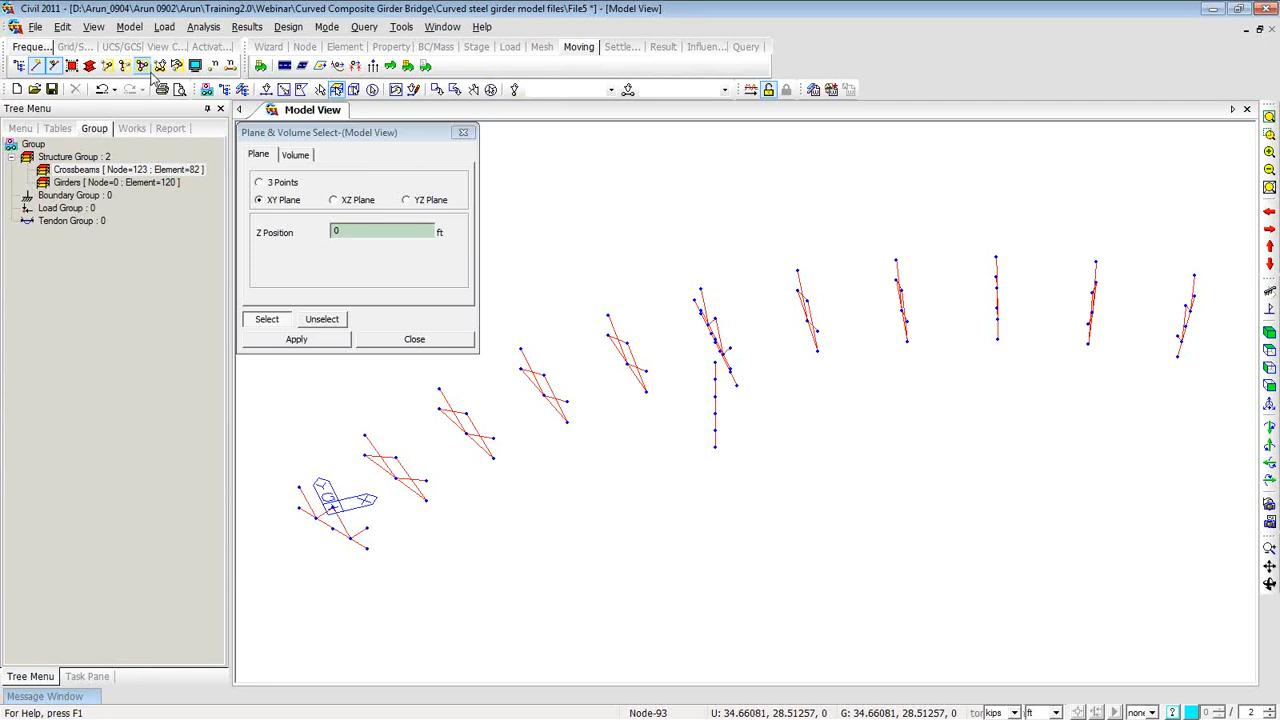 Civil 2011 - [D:\Arun_0904\Arun 0902\Arun\Training2.0\Webinar\Curved Composite Girder Bridge\Curved steel girder model files\File5 *] - [Model View]
File Edit View Model Load Analysis Results Design Mode Query Tools Window Help
Freque... Grid/S... UCS/GCS View C... Activat... Wizard Node Element Property BC/Mass Stage Load Mesh Moving Settle... Result Influen... Query
Tree Menu
Model View
Menu Tables Group Works Report
Plane & Volume Select-(Model View)
Group
Structure Group : 2
Crossbeams [ Node=123 ; Element=82 ]
Girders [ Node=0 ; Element=120 ]
Boundary Group : 0
Load Group : 0
Tendon Group : 0
Plane Volume
3 Points
XY Plane XZ Plane YZ Plane
Z Position 0 ft
Select Unselect
Apply Close
Y
G
X
Tree Menu Task Pane
Message Window
For Help, press F1 Node-93 U: 34.66081, 28.51257, 0 G: 34.66081, 28.51257, 0 kips ft none 0 / 2